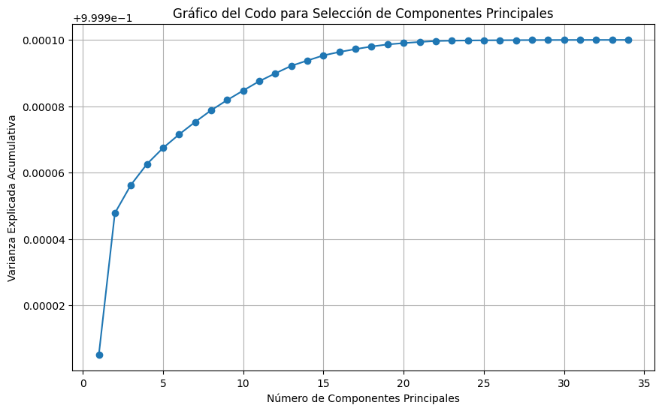 Gráfico del Codo para Selección de Componentes Principales
+9.999e−1
0.00010
0.00008
0.00006
0.00004
0.00002
Varianza Explicada Acumulativa
0 5 10 15 20 25 30 35
Número de Componentes Principales